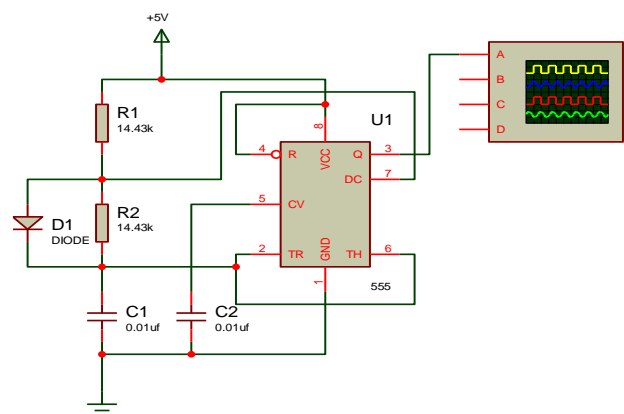 +5V
R1
14.43k
R2
14.43k
D1
DIODE
C1
0.01uf
C2
0.01uf
U1
555
4
R
8
VCC
Q
3
DC
7
5
CV
2
TR
GND
1
TH
6
A
B
C
D